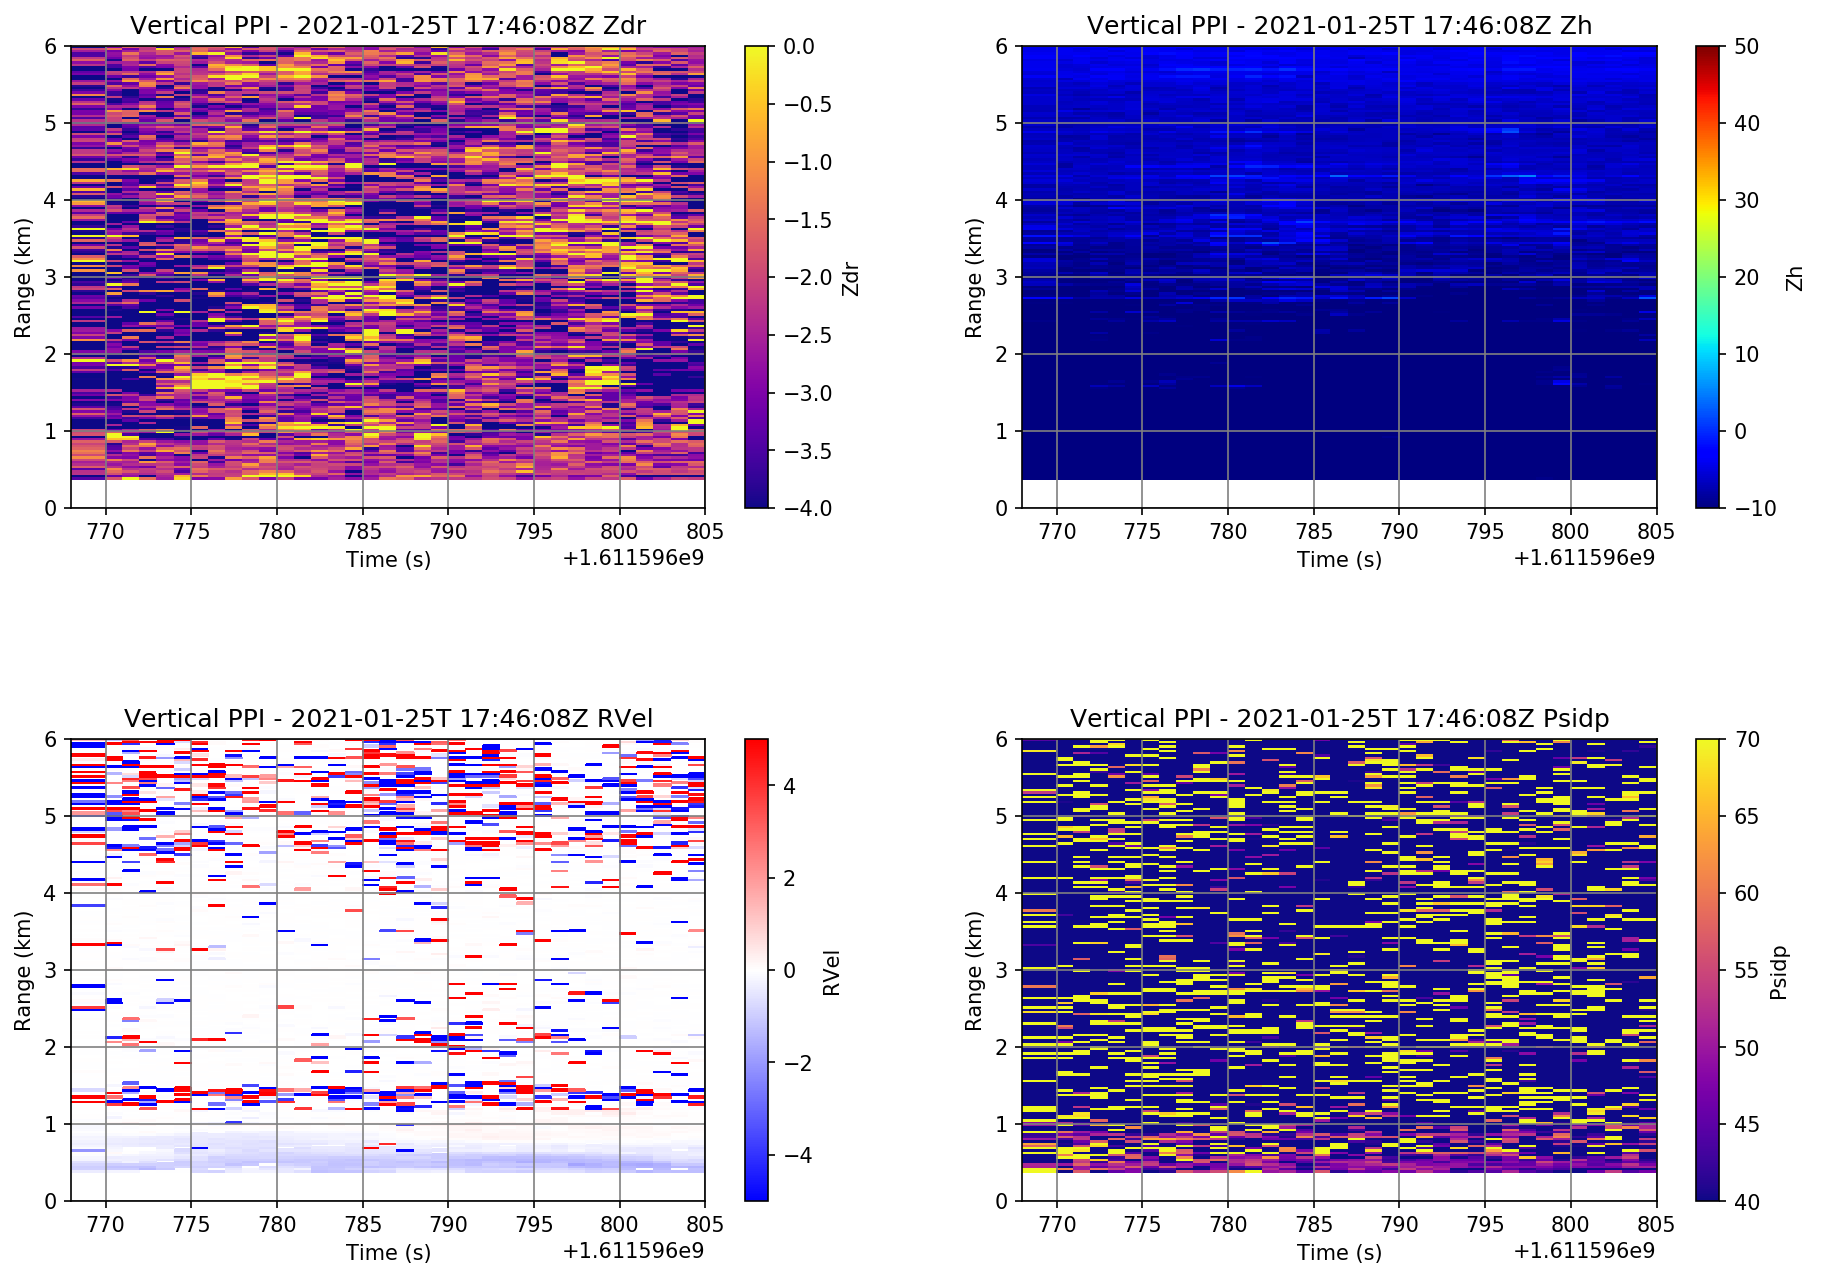 Vertical PPI - 2021-01-25T 17:46:08Z Zdr
6
5
4
3
2
1
0
Range (km)
770 775 780 785 790 795 800 805
Time (s)
+1.611596e9
0.0
−0.5
−1.0
−1.5
−2.0
−2.5
−3.0
−3.5
−4.0
Zdr
Vertical PPI - 2021-01-25T 17:46:08Z Zh
6
5
4
3
2
1
0
Range (km)
770 775 780 785 790 795 800 805
Time (s)
+1.611596e9
50
40
30
20
10
0
−10
Zh
Vertical PPI - 2021-01-25T 17:46:08Z RVel
6
5
4
3
2
1
0
Range (km)
770 775 780 785 790 795 800 805
Time (s)
+1.611596e9
4
2
0
−2
−4
RVel
Vertical PPI - 2021-01-25T 17:46:08Z Psidp
6
5
4
3
2
1
0
Range (km)
770 775 780 785 790 795 800 805
Time (s)
+1.611596e9
70
65
60
55
50
45
40
Psidp